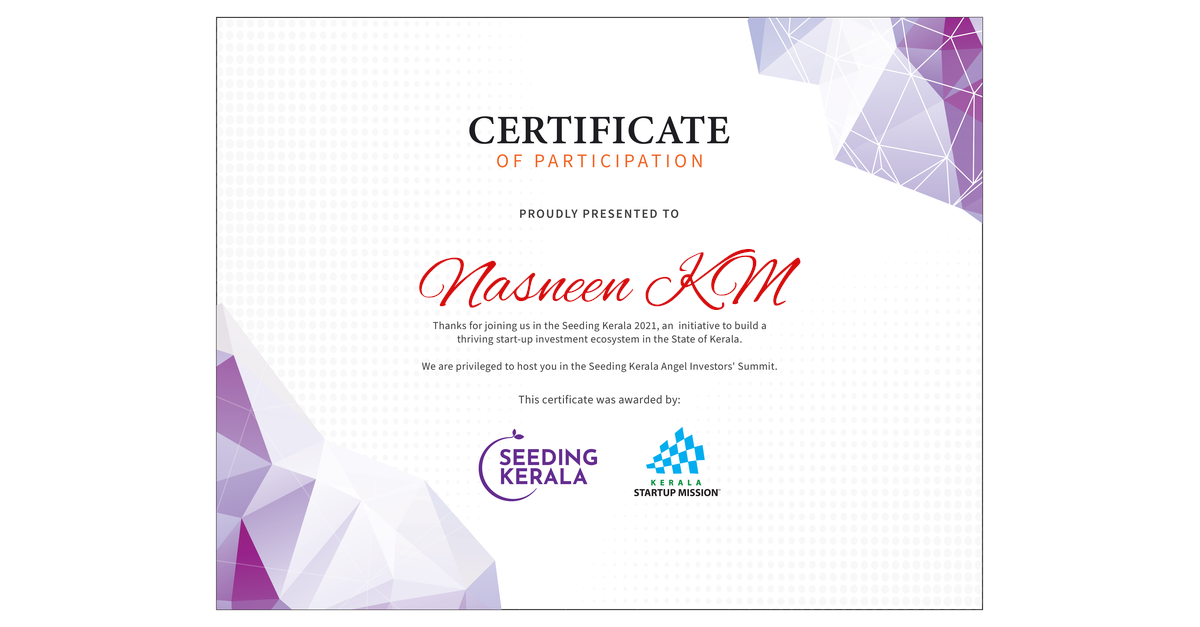 CERTIFICATE
OF PARTICIPATION
PROUDLY PRESENTED TO
Nasneen KM
Thanks for joining us in the Seeding Kerala 2021, an initiative to build a
thriving start-up investment ecosystem in the State of Kerala.
We are privileged to host you in the Seeding Kerala Angel Investors' Summit.
This certificate was awarded by:
SEEDING
KERALA
KERALA
STARTUP MISSION